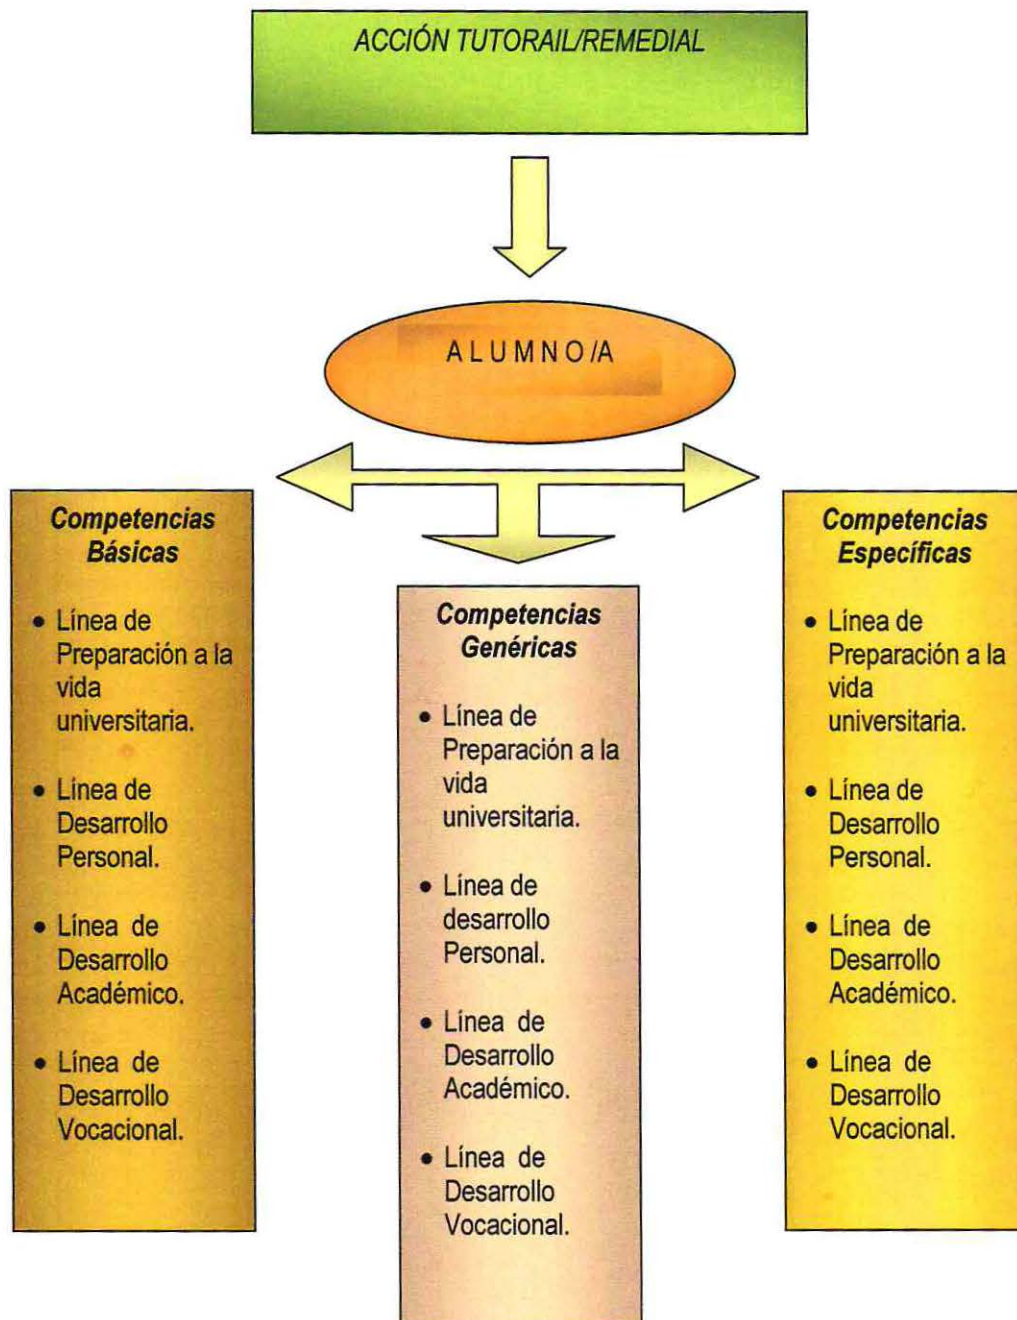 ACCIÓN TUTORAIL/REMEDIAL
A L U M N O /A
Competencias
Básicas
• Línea de
Preparación a la
vida
universitaria.
• Línea de
Desarrollo
Personal.
• Línea de
Desarrollo
Académico.
• Línea de
Desarrollo
Vocacional.
Competencias
Genéricas
• Línea de
Preparación a la
vida
universitaria.
• Línea de
desarrollo
Personal.
• Línea de
Desarrollo
Académico.
• Línea de
Desarrollo
Vocacional.
Competencias
Específicas
• Línea de
Preparación a la
vida
universitaria.
• Línea de
Desarrollo
Personal.
• Línea de
Desarrollo
Académico.
• Línea de
Desarrollo
Vocacional.